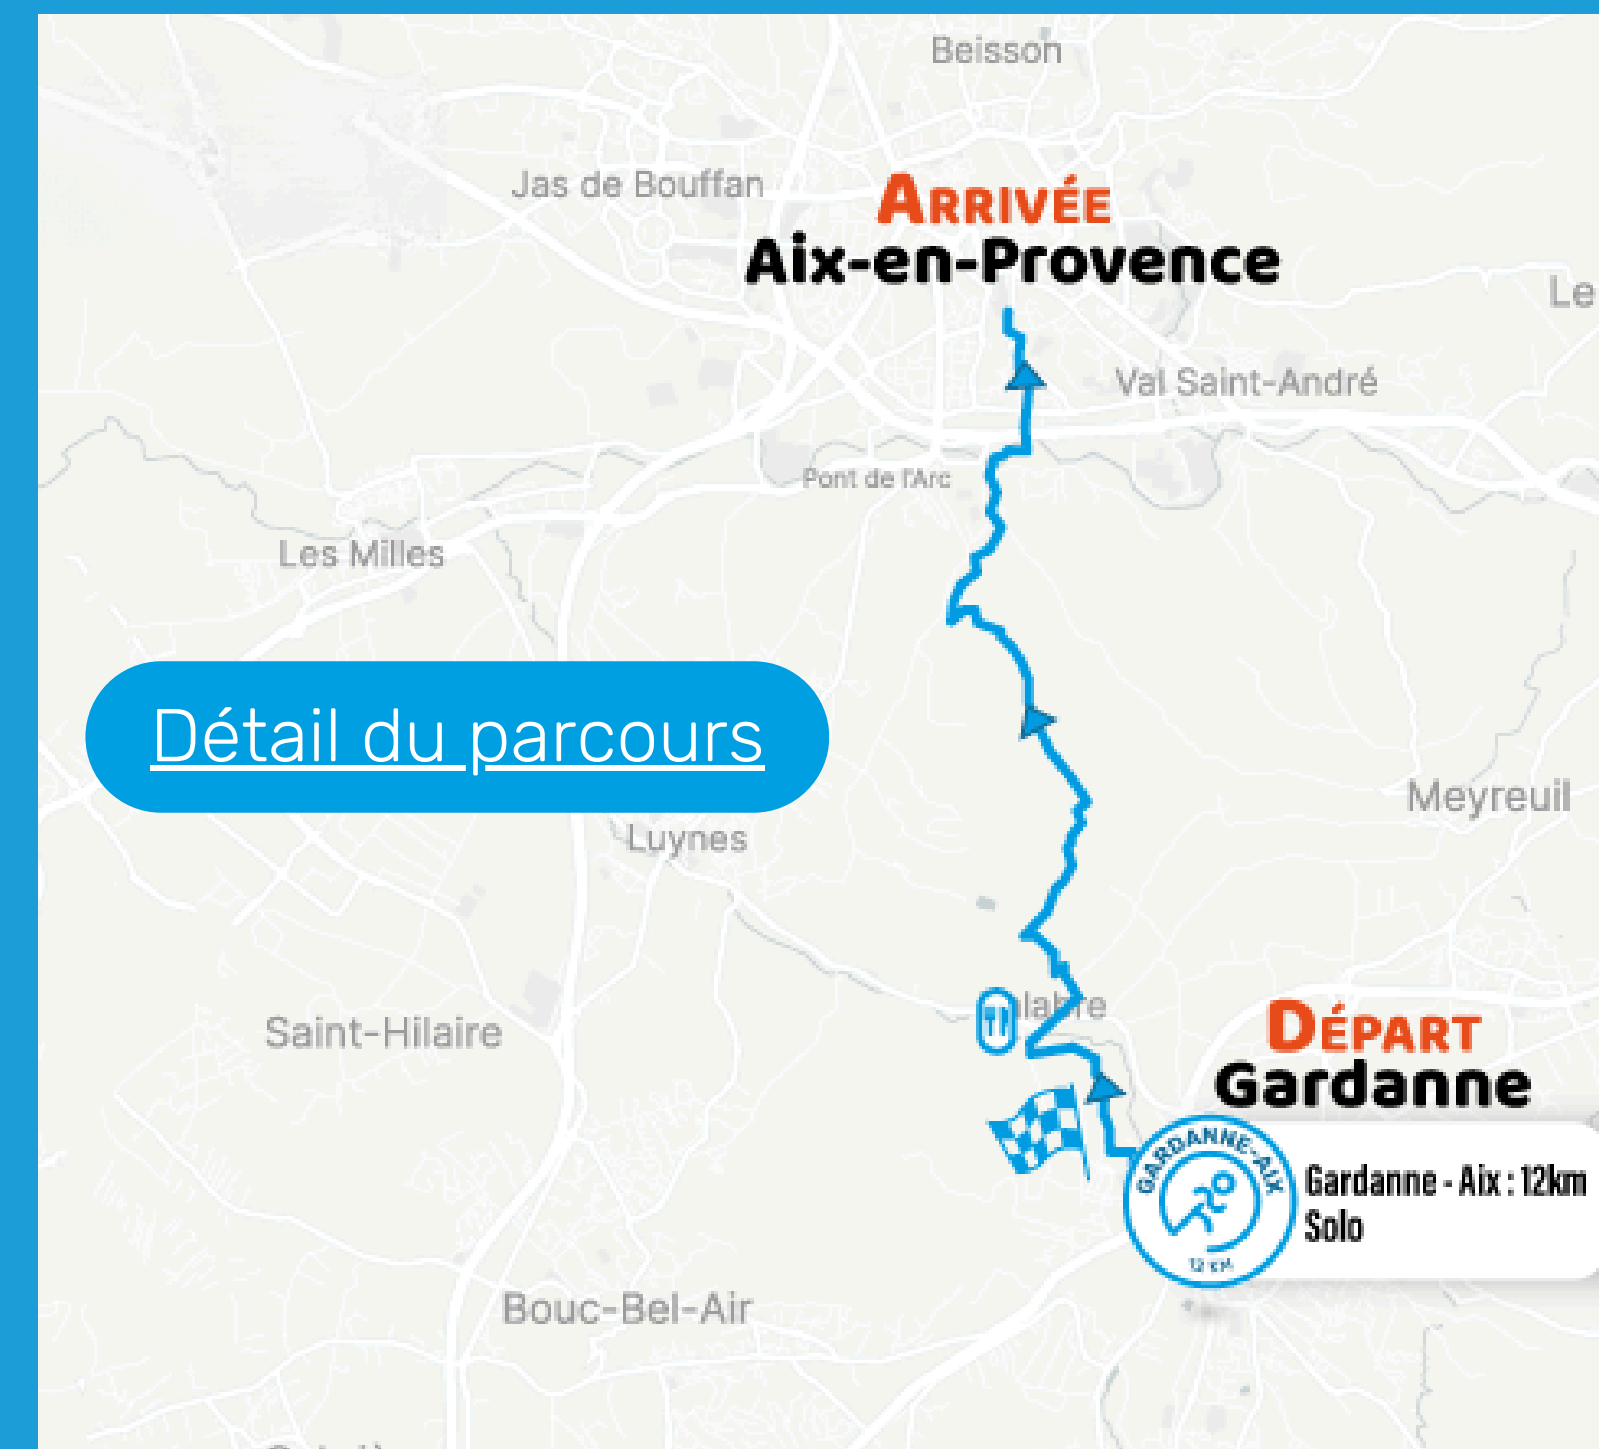 Beisson
Jas de Bouffan
ARRIVÉE
Aix-en-Provence
Le
Val Saint-André
Pont de l'Arc
Les Milles
Détail du parcours
Meyreuil
Luynes
Saint-Hilaire
DÉPART
Gardanne
GARDANNE-AIX
12 KM
Gardanne - Aix : 12km
Solo
Bouc-Bel-Air